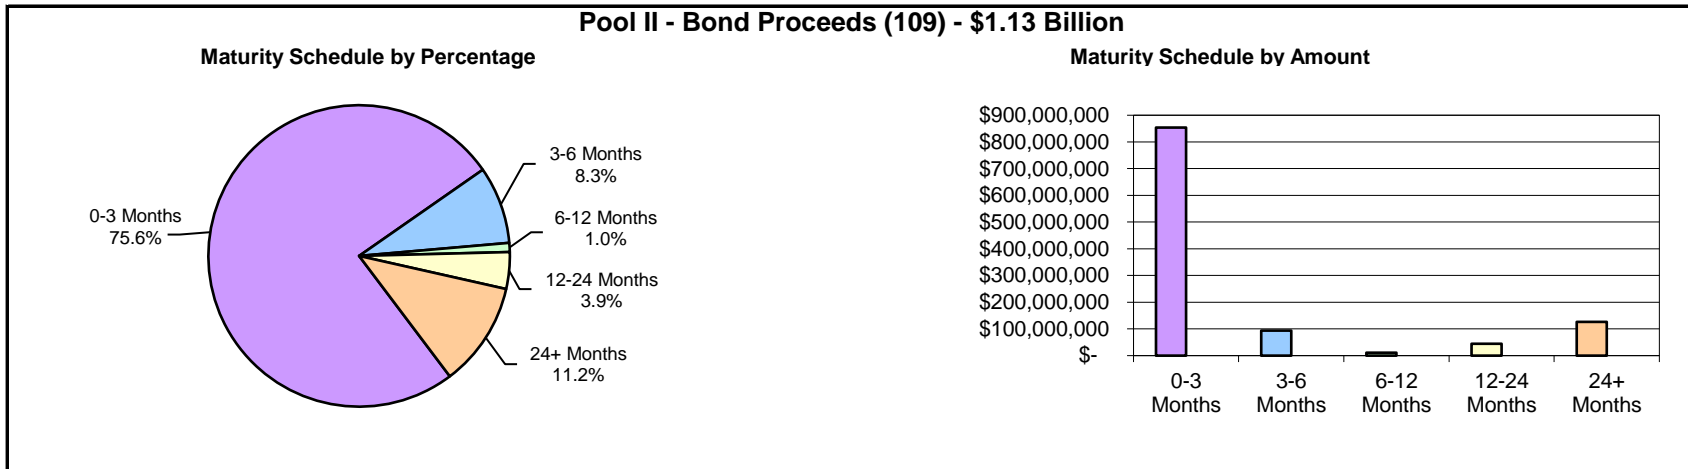 Pool II - Bond Proceeds (109) - $1.13 Billion
Maturity Schedule by Percentage
0-3 Months
75.6%
3-6 Months
8.3%
6-12 Months
1.0%
12-24 Months
3.9%
24+ Months
11.2%
Maturity Schedule by Amount
$900,000,000
$800,000,000
$700,000,000
$600,000,000
$500,000,000
$400,000,000
$300,000,000
$200,000,000
$100,000,000
$-
0-3
Months
3-6
Months
6-12
Months
12-24
Months
24+
Months